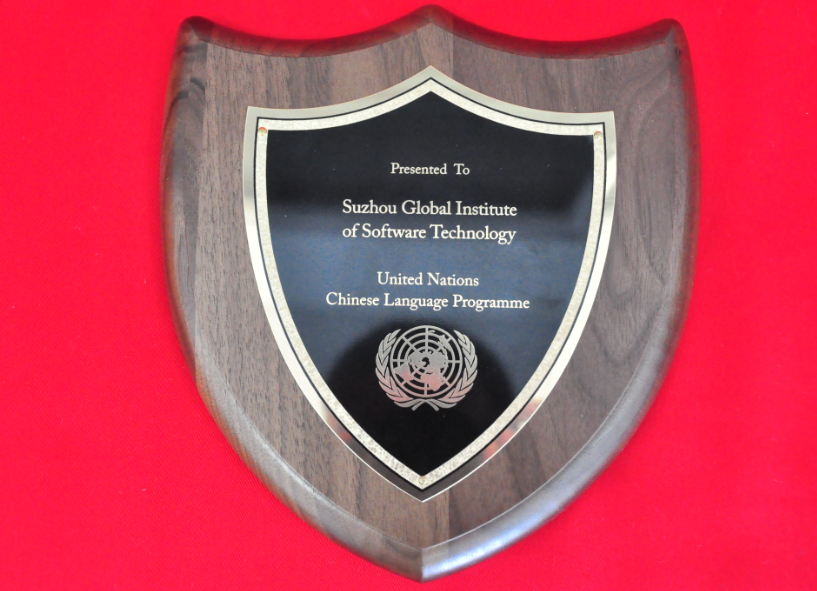 Presented To
Suzhou Global Institute
of Software Technology
United Nations
Chinese Language Programme